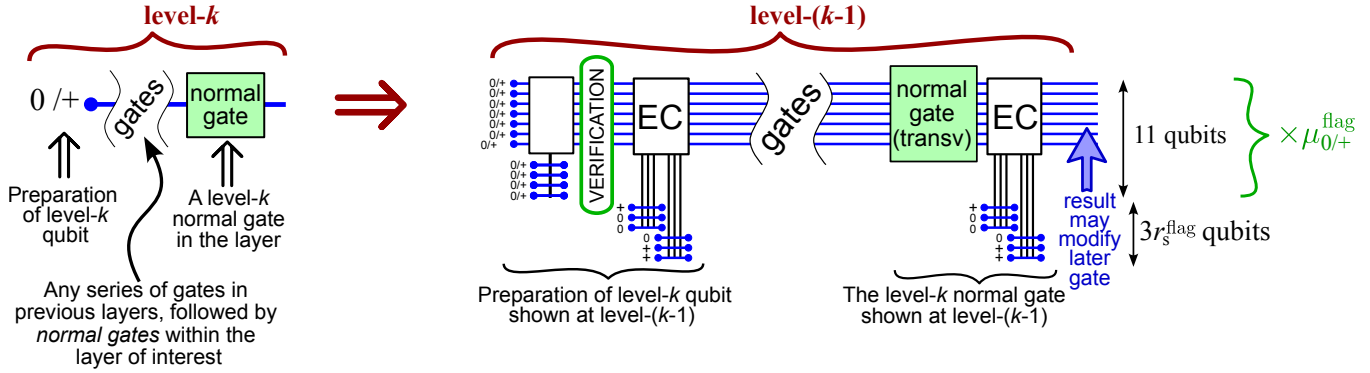 level-k
level-(k-1)
0 /+
gates
normal
gate
Preparation
of level-k
qubit
A level-k
normal gate
in the layer
Any series of gates in
previous layers, followed by
normal gates within the
layer of interest
0/+
0/+
0/+
0/+
0/+
0/+
0/+
0/+
0/+
0/+
0/+
VERIFICATION
EC
+
0
0
0
+
+
Preparation of level-k qubit
shown at level-(k-1)
gates
normal
gate
(transv)
EC
+
0
0
0
+
+
The level-k normal gate
shown at level-(k-1)
result
may
modify
later
gate
11 qubits
3r_s^flag qubits
× μ_0/+^flag